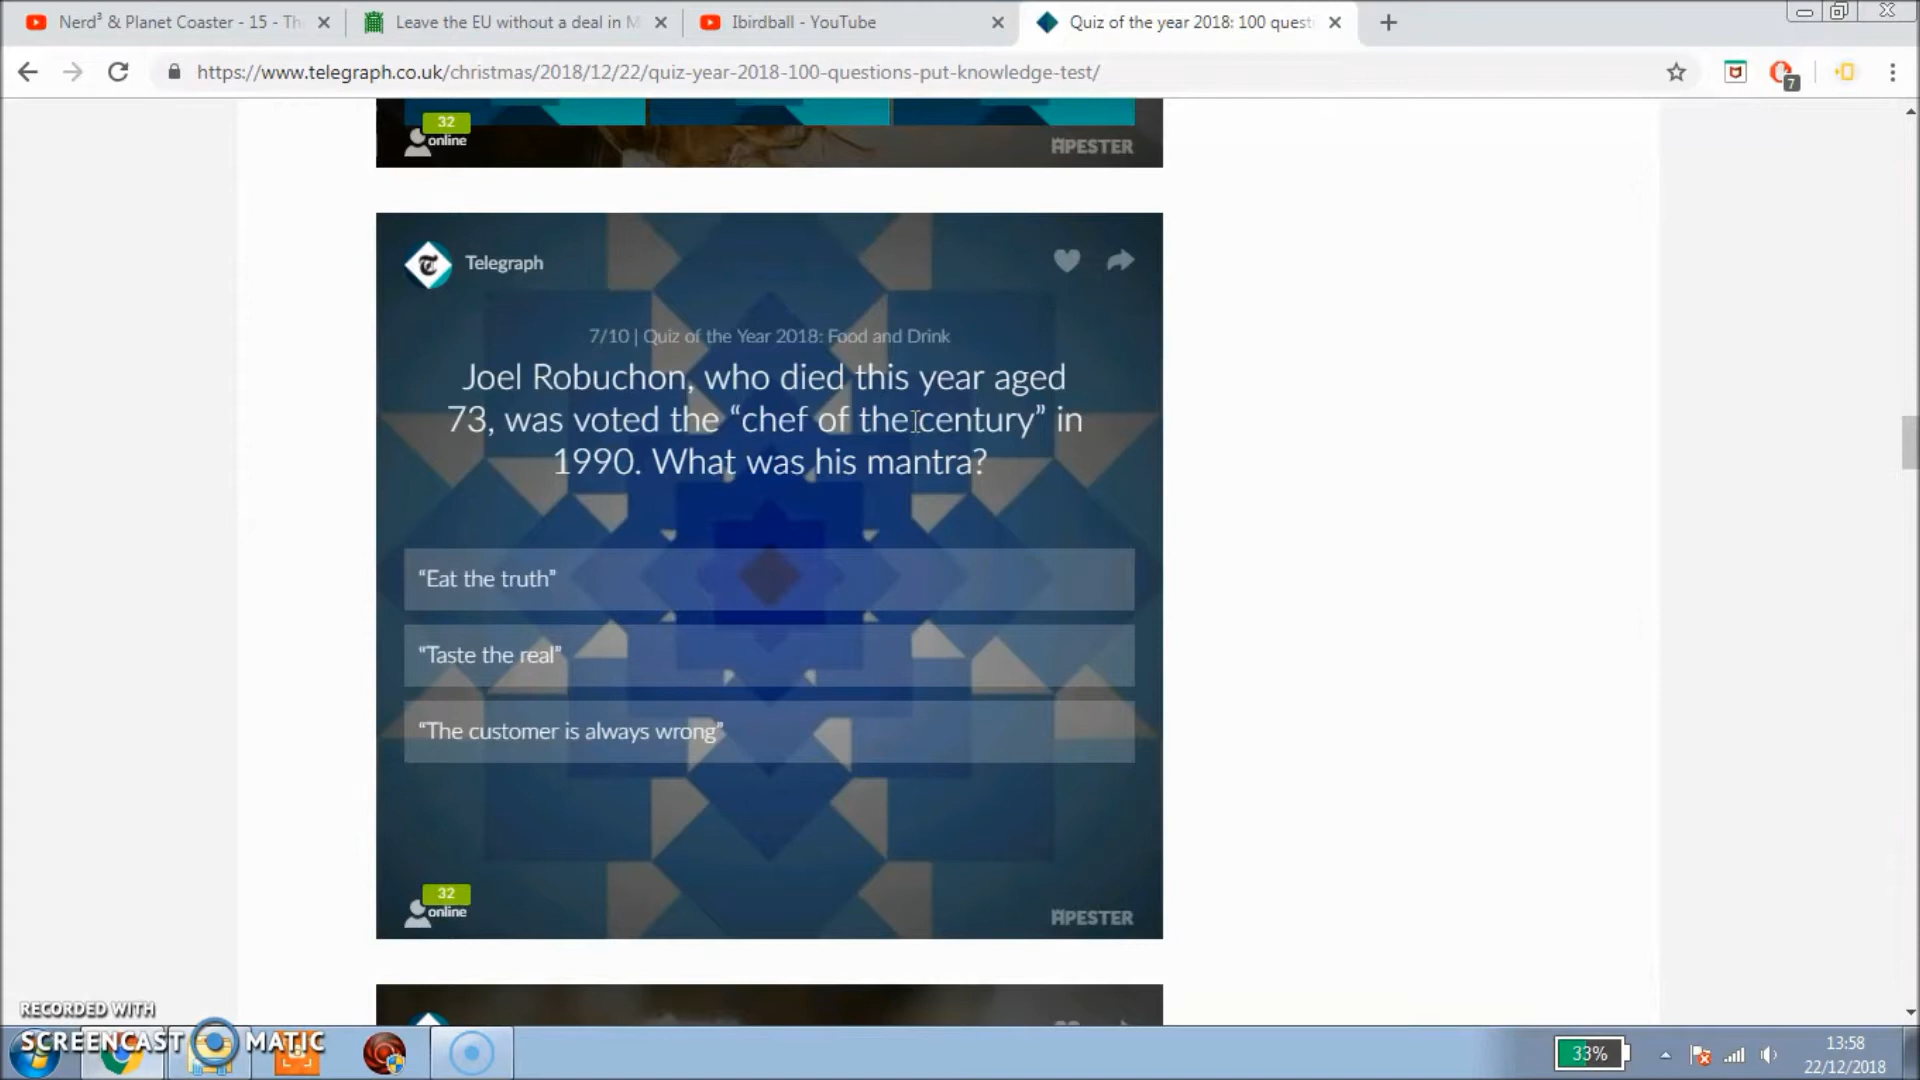 Nerd³ & Planet Coaster - 15 - Th
Leave the EU without a deal in M
Ibirdball - YouTube
Quiz of the year 2018: 100 quest
https://www.telegraph.co.uk/christmas/2018/12/22/quiz-year-2018-100-questions-put-knowledge-test/
7
32
online
APESTER
Telegraph
7/10 | Quiz of the Year 2018: Food and Drink
Joel Robuchon, who died this year aged
73, was voted the “chef of the century” in
1990. What was his mantra?
“Eat the truth”
“Taste the real”
“The customer is always wrong”
32
online
APESTER
RECORDED WITH
SCREENCAST MATIC
33%
13:58
22/12/2018